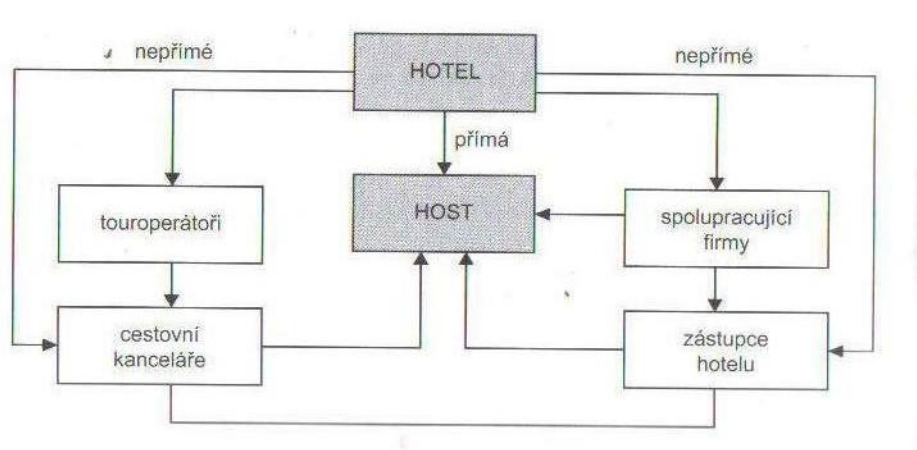 nepřímé
HOTEL
nepřímé
přímá
touroperátoři
HOST
spolupracující
firmy
cestovní
kanceláře
zástupce
hotelu